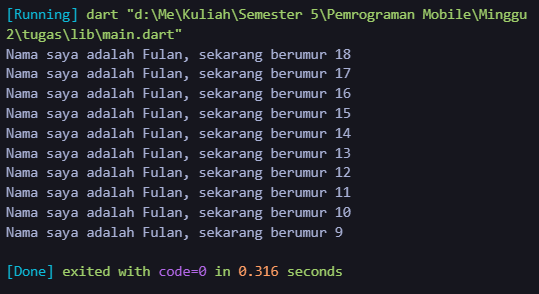 [Running] dart "d:\Me\Kuliah\Semester 5\Pemrograman Mobile\Minggu
2\tugas\lib\main.dart"
Nama saya adalah Fulan, sekarang berumur 18
Nama saya adalah Fulan, sekarang berumur 17
Nama saya adalah Fulan, sekarang berumur 16
Nama saya adalah Fulan, sekarang berumur 15
Nama saya adalah Fulan, sekarang berumur 14
Nama saya adalah Fulan, sekarang berumur 13
Nama saya adalah Fulan, sekarang berumur 12
Nama saya adalah Fulan, sekarang berumur 11
Nama saya adalah Fulan, sekarang berumur 10
Nama saya adalah Fulan, sekarang berumur 9
[Done] exited with code=0 in 0.316 seconds